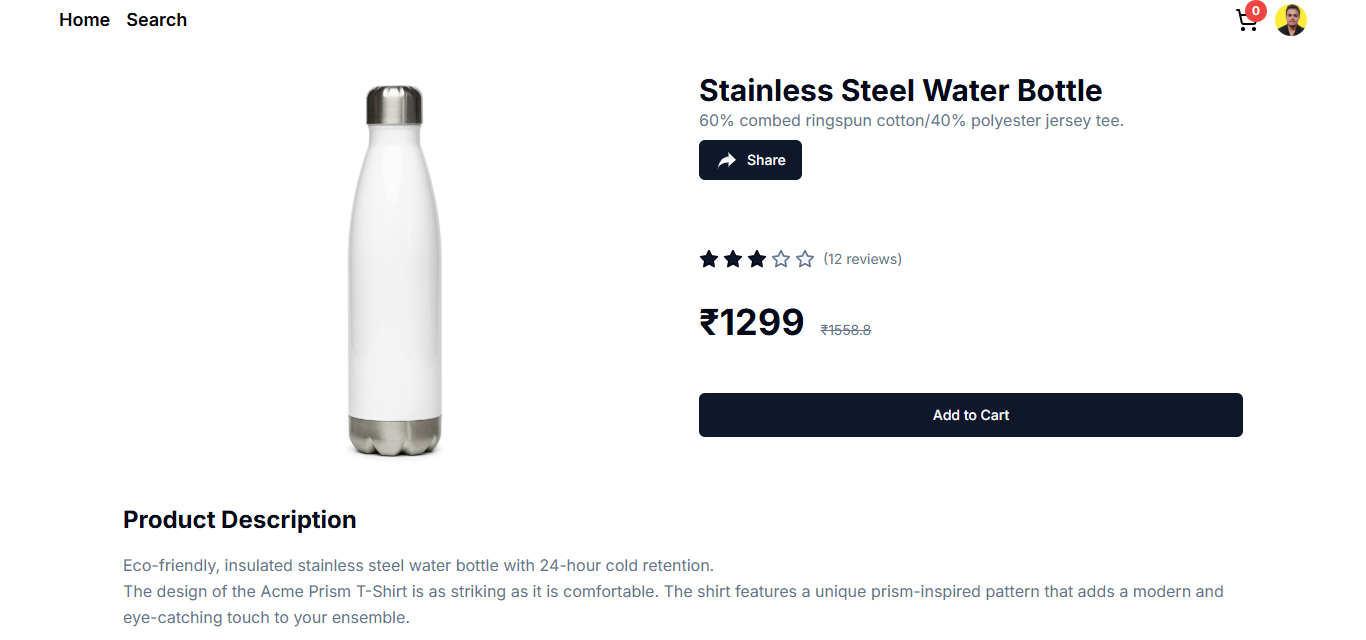 Home Search
0
Stainless Steel Water Bottle
60% combed ringspun cotton/40% polyester jersey tee.
Share
(12 reviews)
₹1299 ₹1558.8
Add to Cart
Product Description
Eco-friendly, insulated stainless steel water bottle with 24-hour cold retention.
The design of the Acme Prism T-Shirt is as striking as it is comfortable. The shirt features a unique prism-inspired pattern that adds a modern and
eye-catching touch to your ensemble.